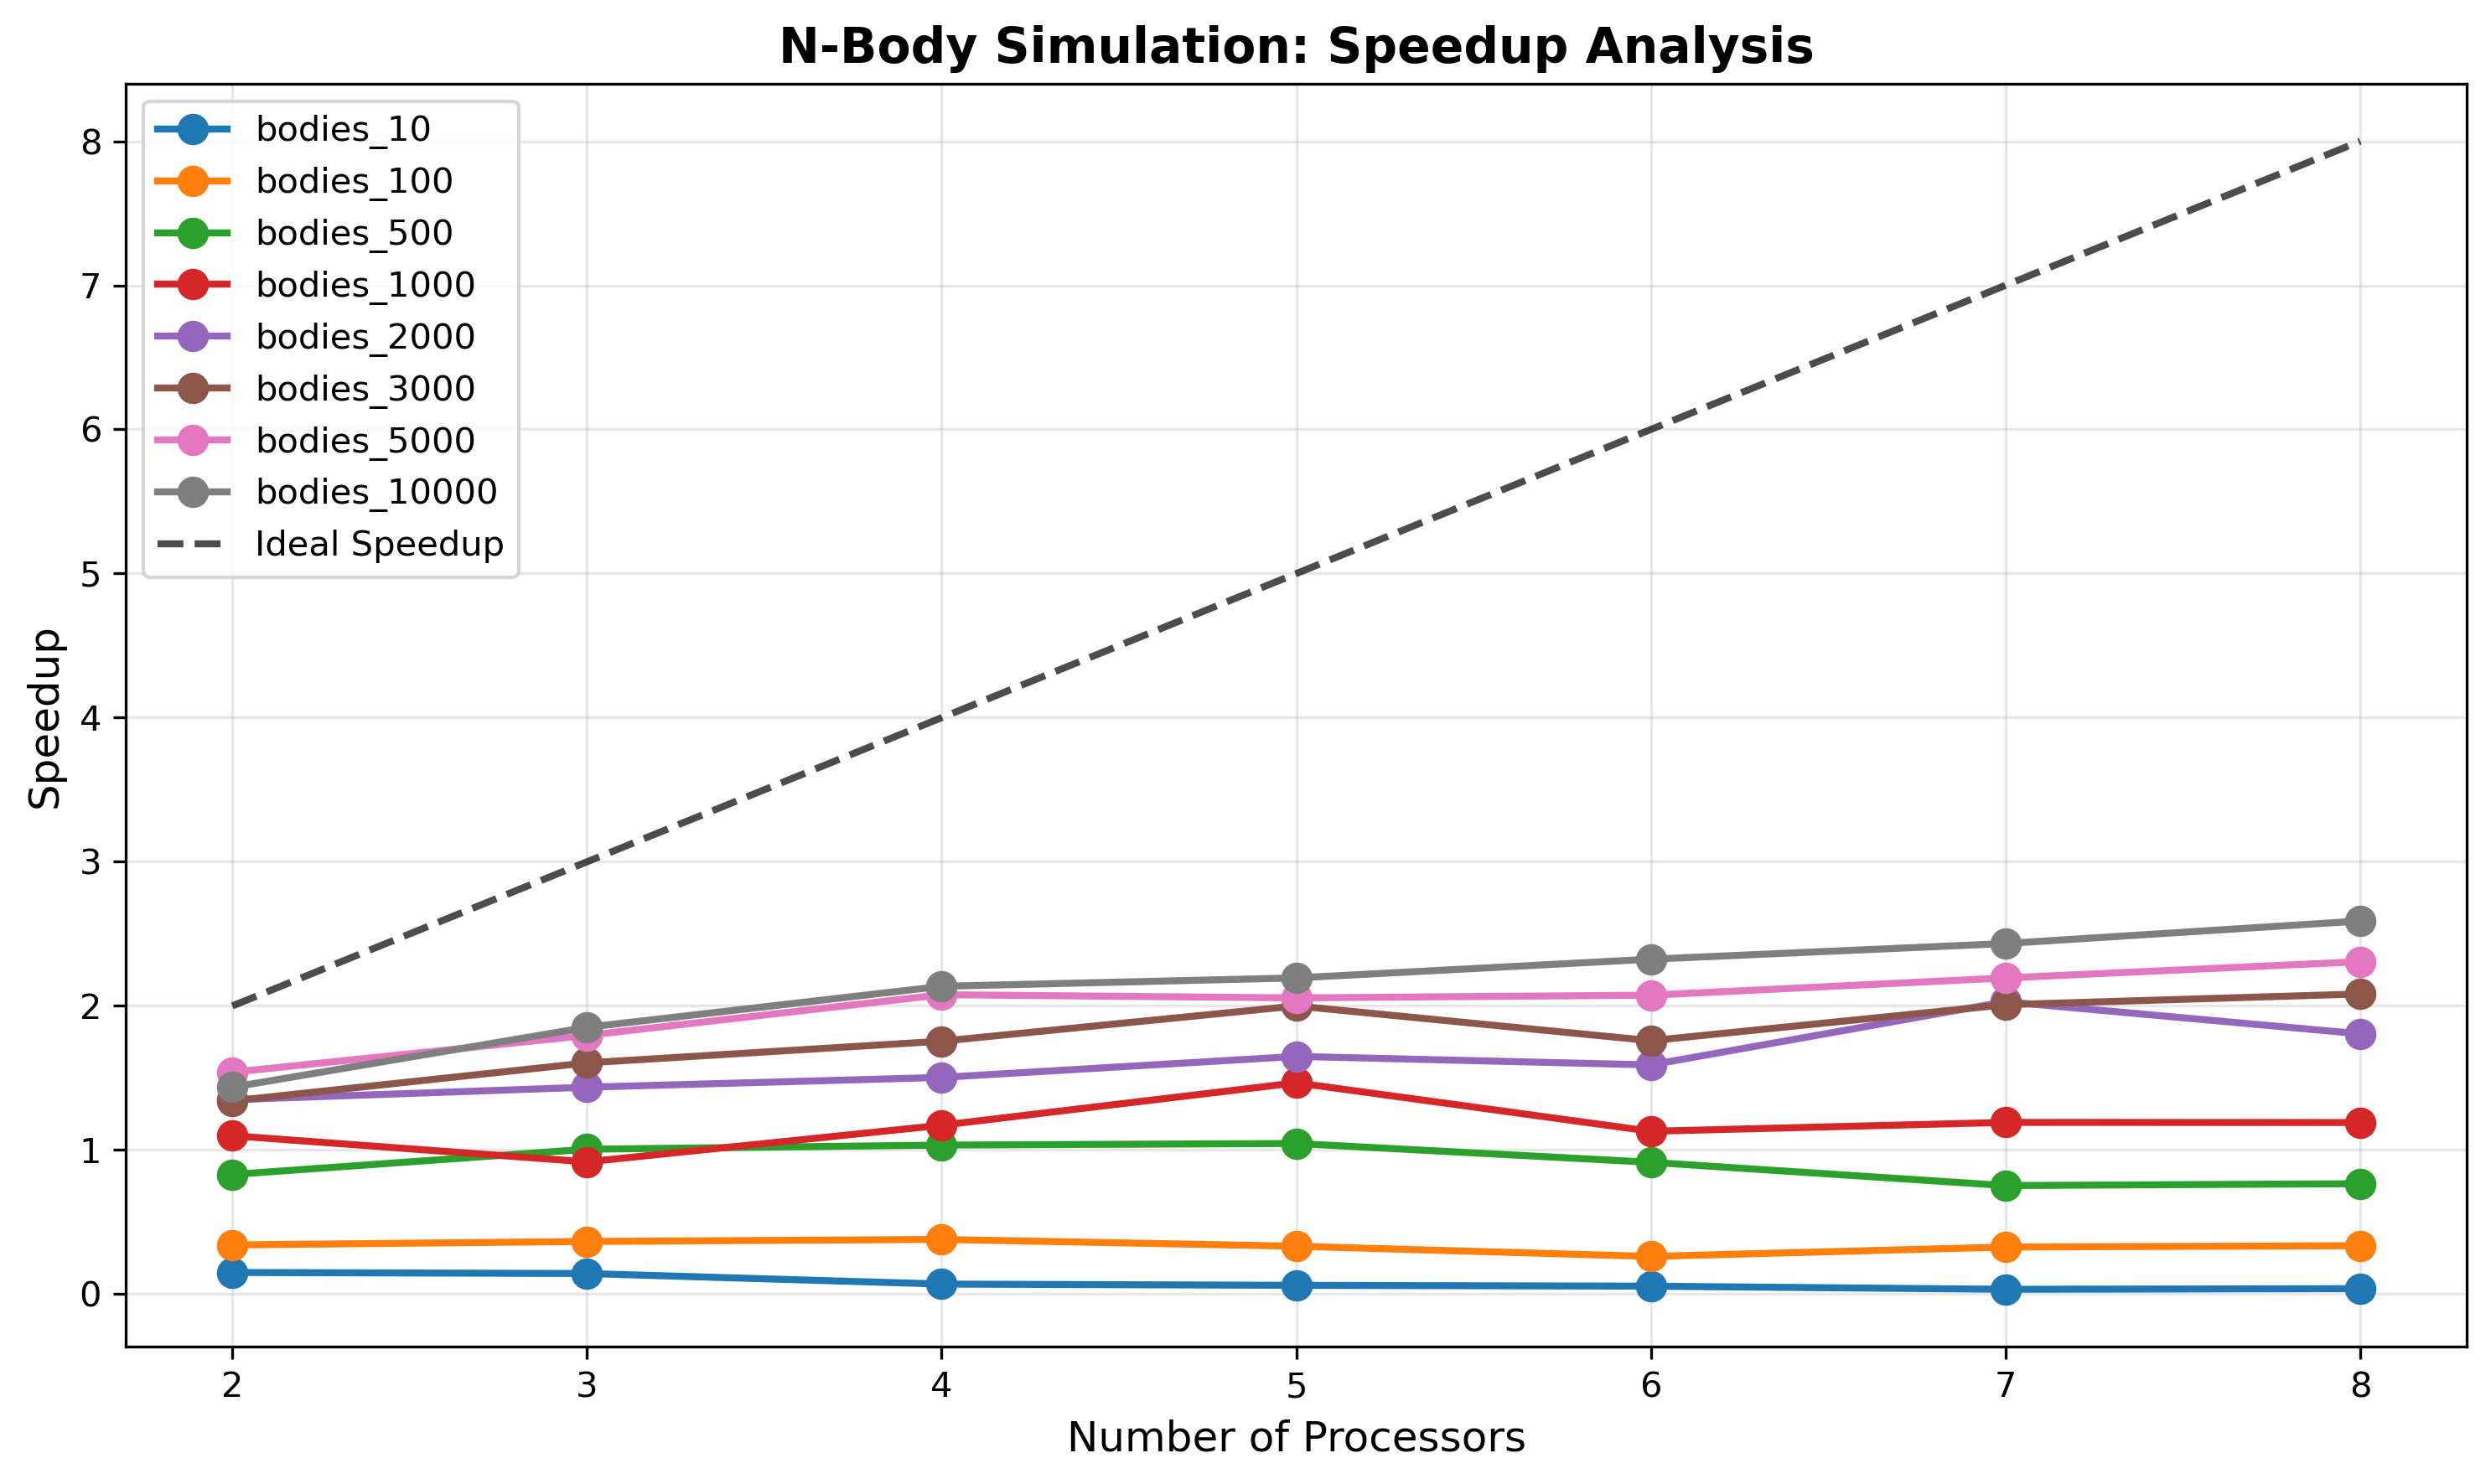 N-Body Simulation: Speedup Analysis
bodies_10
bodies_100
bodies_500
bodies_1000
bodies_2000
bodies_3000
bodies_5000
bodies_10000
Ideal Speedup
Speedup
8
7
6
5
4
3
2
1
0
2 3 4 5 6 7 8
Number of Processors